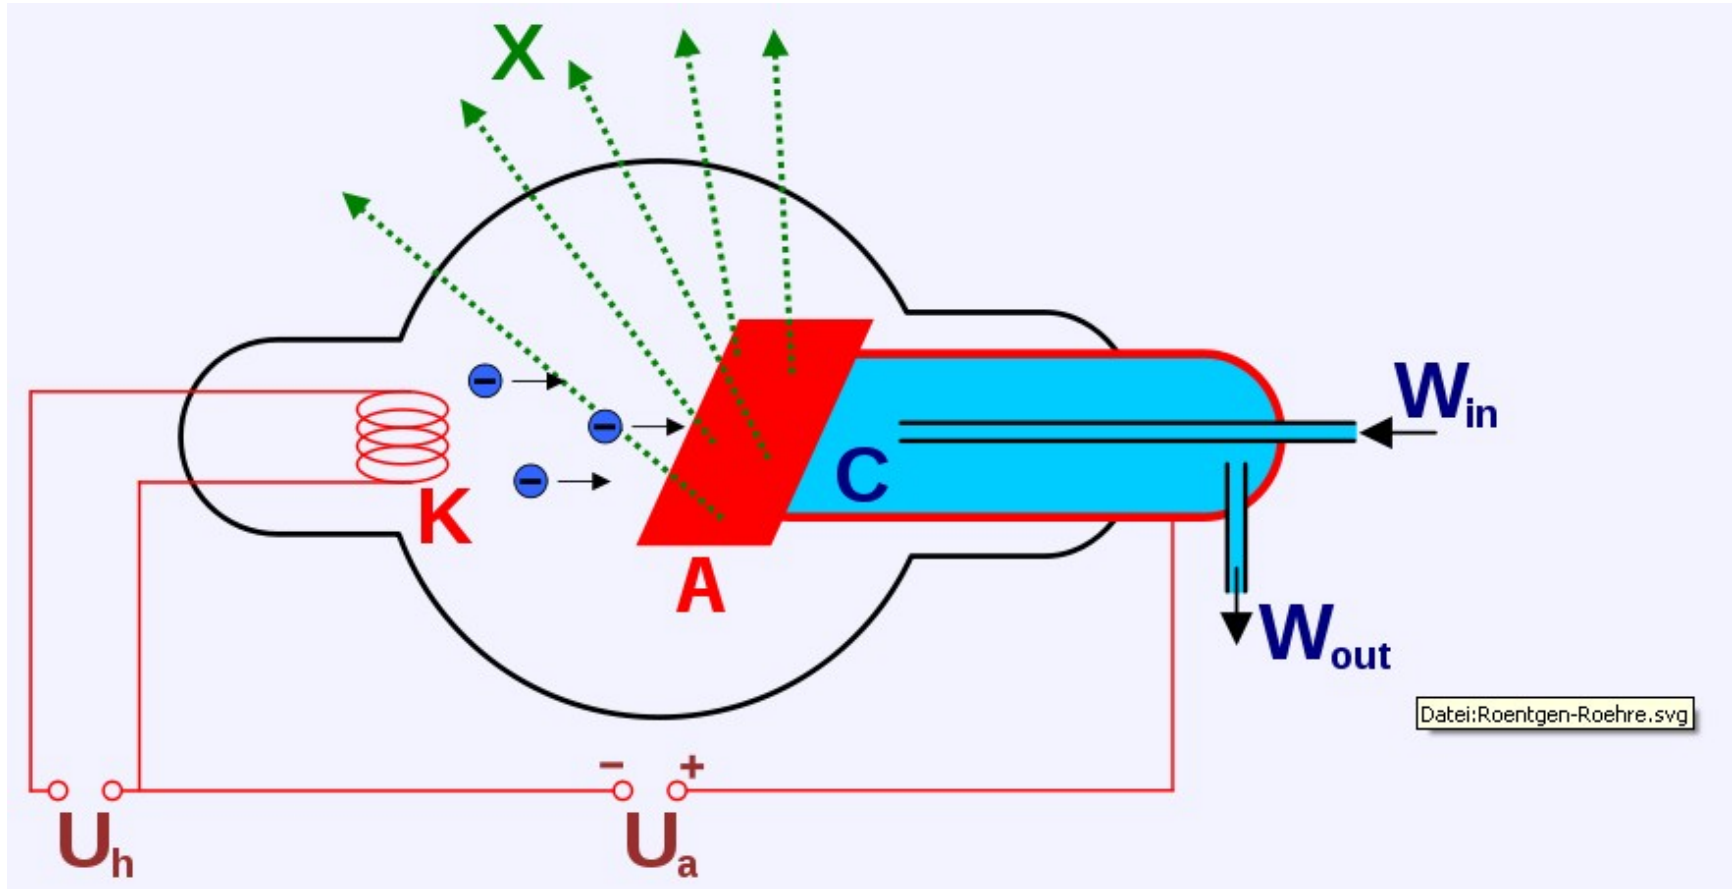 X
W in
C
K
A
W out
Datei:Roentgen-Roehre.svg
− +
U h
U a